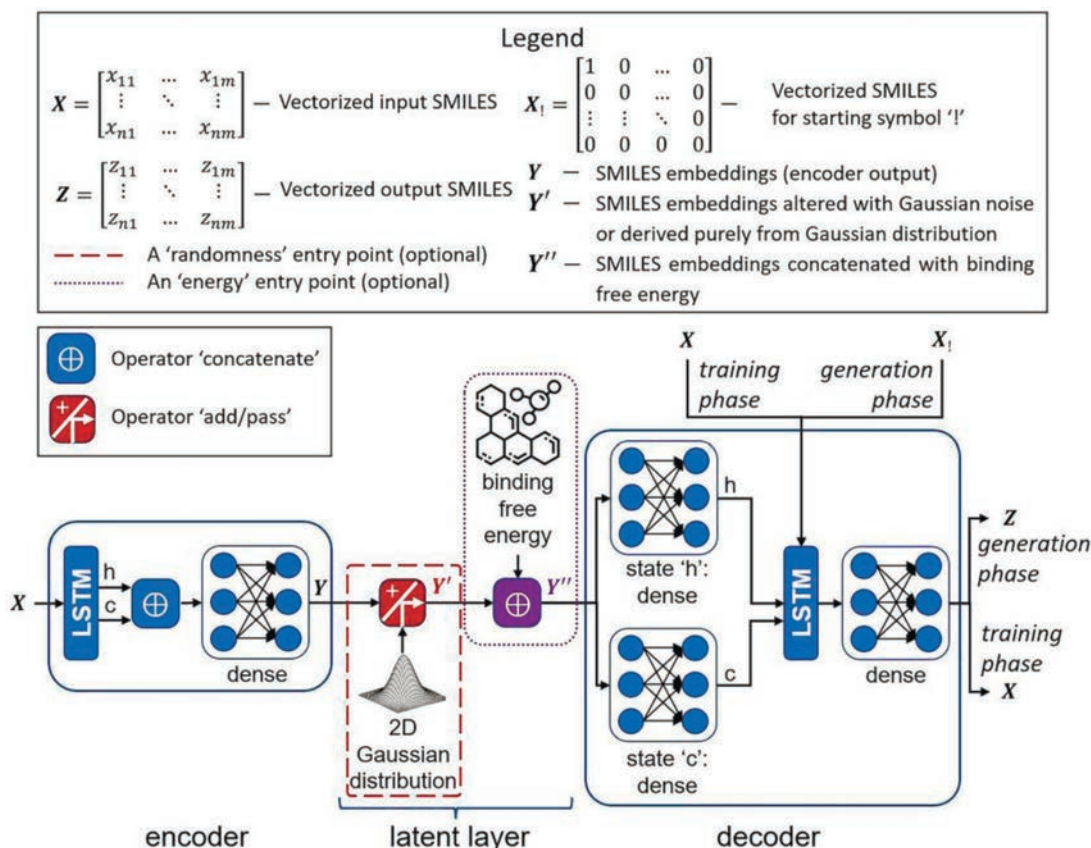 Legend
X = [x11 ... x1m
⋮ ⋱ ⋮
xn1 ... xnm] — Vectorized input SMILES
X! = [1 0 ... 0
0 0 ... 0
⋮ ⋮ ⋱ 0
0 0 0 0] — Vectorized SMILES
for starting symbol '!'
Z = [z11 ... z1m
⋮ ⋱ ⋮
zn1 ... znm] — Vectorized output SMILES
Y — SMILES embeddings (encoder output)
Y′ — SMILES embeddings altered with Gaussian noise
or derived purely from Gaussian distribution
Y′′ — SMILES embeddings concatenated with binding
free energy
A 'randomness' entry point (optional)
An 'energy' entry point (optional)
⊕ Operator 'concatenate'
+ Operator 'add/pass'
X
LSTM
h
c
⊕
dense
Y
encoder
+
Y′
2D
Gaussian
distribution
binding
free
energy
⊕
Y′′
latent layer
X
training
phase
X!
generation
phase
h
state 'h':
dense
c
state 'c':
dense
LSTM
dense
decoder
Z
generation
phase
training
phase
X